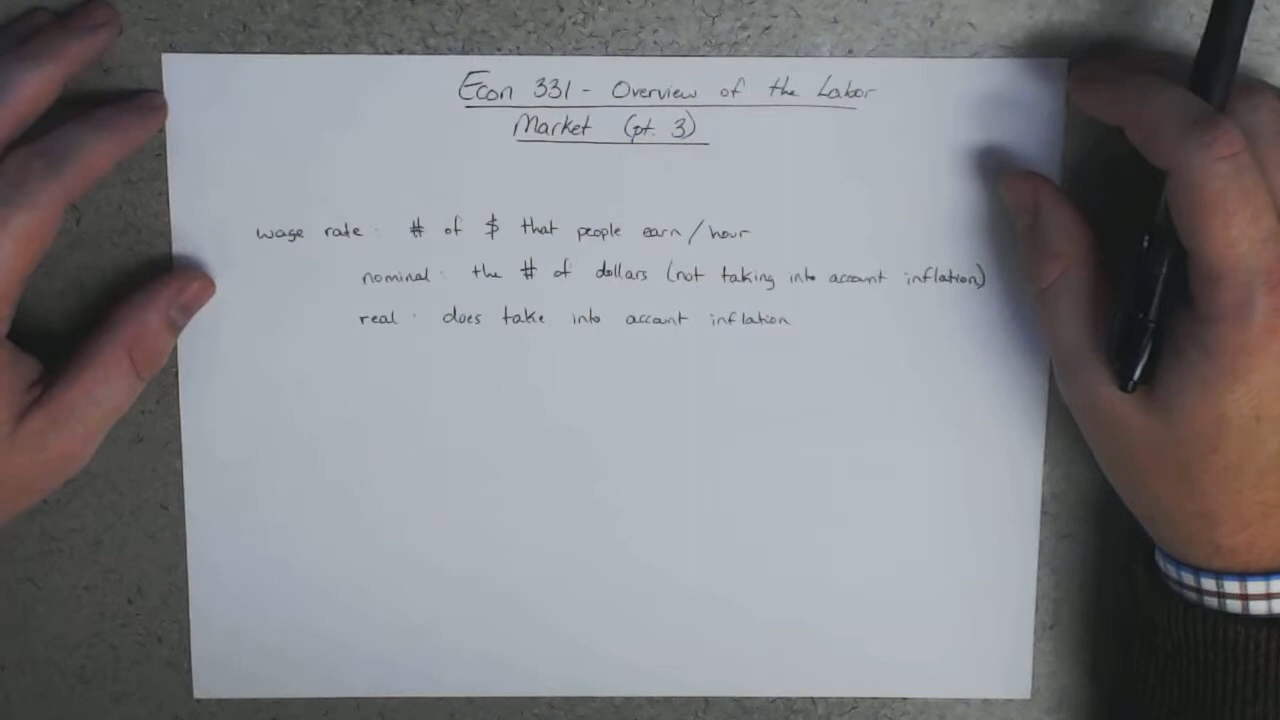 Econ 331 - Overview of the Labor
Market (pt. 3)
wage rate: # of $ that people earn/hour
nominal: the # of dollars (not taking into account inflation)
real: does take into account inflation